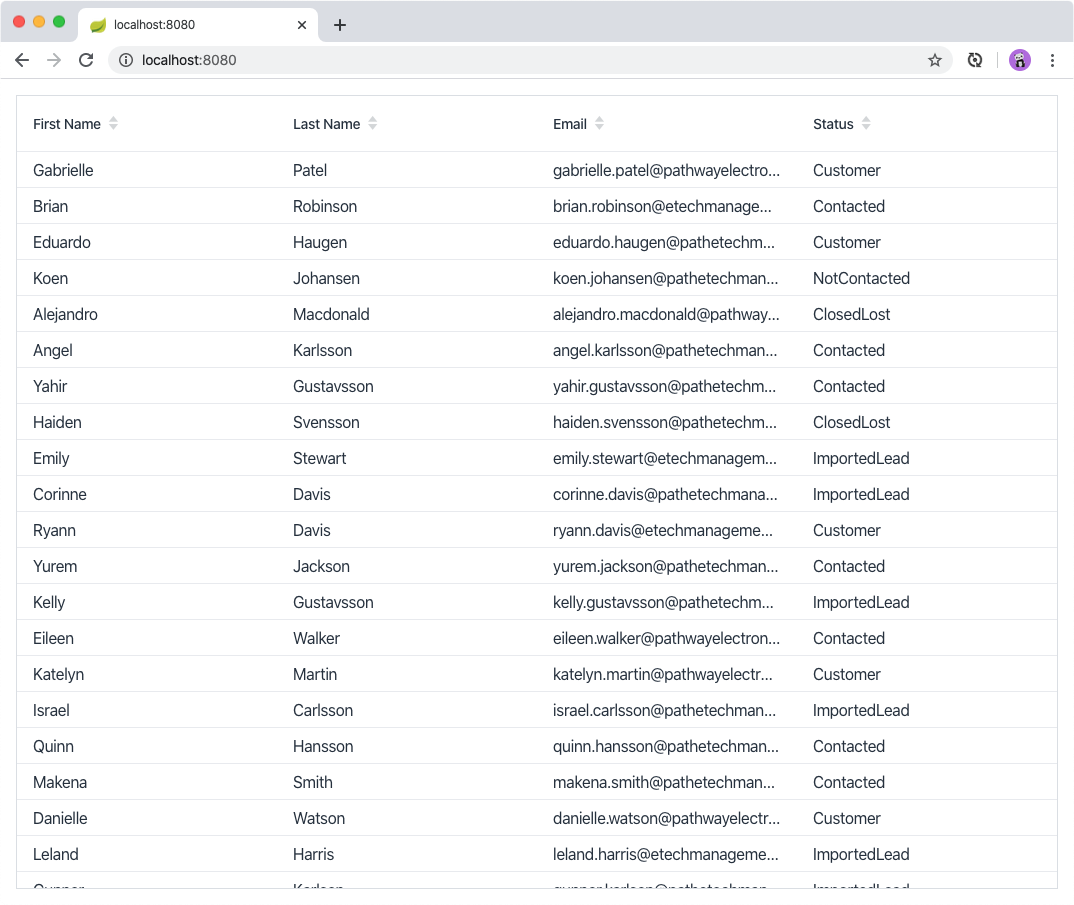 localhost:8080
localhost:8080
First Name Last Name Email Status
Gabrielle Patel gabrielle.patel@pathwayelectro... Customer
Brian Robinson brian.robinson@etechmanage... Contacted
Eduardo Haugen eduardo.haugen@pathetechm... Customer
Koen Johansen koen.johansen@pathetechman... NotContacted
Alejandro Macdonald alejandro.macdonald@pathway... ClosedLost
Angel Karlsson angel.karlsson@pathetechman... Contacted
Yahir Gustavsson yahir.gustavsson@pathetechm... Contacted
Haiden Svensson haiden.svensson@pathetechm... ClosedLost
Emily Stewart emily.stewart@etechmanagem... ImportedLead
Corinne Davis corinne.davis@pathetechmana... ImportedLead
Ryann Davis ryann.davis@etechmanageme... Customer
Yurem Jackson yurem.jackson@pathetechman... Contacted
Kelly Gustavsson kelly.gustavsson@pathetechm... ImportedLead
Eileen Walker eileen.walker@pathwayelectron... Contacted
Katelyn Martin katelyn.martin@pathwayelectr... Customer
Israel Carlsson israel.carlsson@pathetechman... ImportedLead
Quinn Hansson quinn.hansson@pathetechman... Contacted
Makena Smith makena.smith@pathetechman... Contacted
Danielle Watson danielle.watson@pathwayelectr... Customer
Leland Harris leland.harris@etechmanageme... ImportedLead